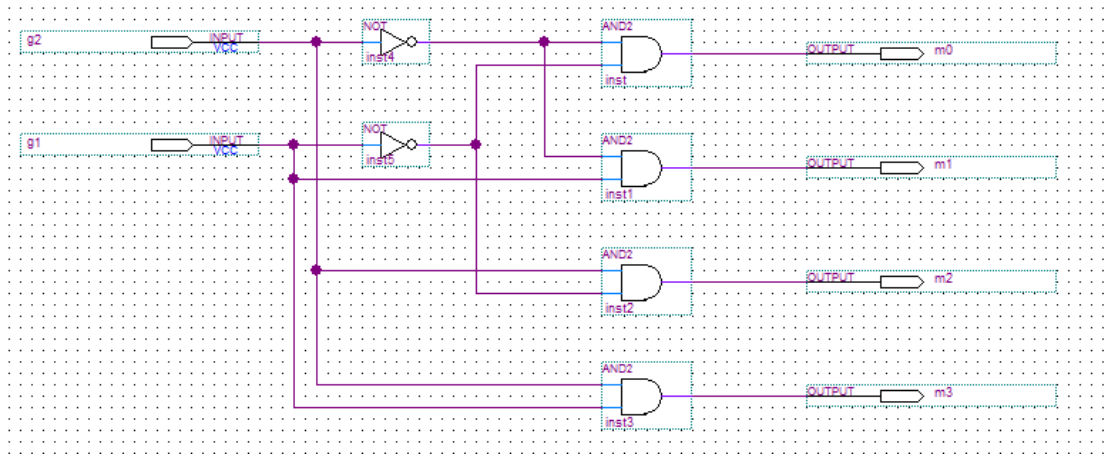 g2
INPUT
VCC
NOT
inst4
AND2
inst
OUTPUT
m0
g1
INPUT
VCC
NOT
inst5
AND2
inst1
OUTPUT
m1
AND2
inst2
OUTPUT
m2
AND2
inst3
OUTPUT
m3